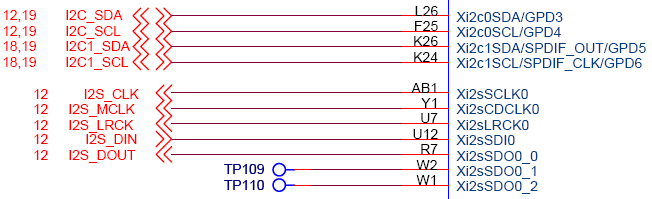 12,19 I2C_SDA L26 Xi2c0SDA/GPD3
12,19 I2C_SCL F25 Xi2c0SCL/GPD4
18,19 I2C1_SDA K26 Xi2c1SDA/SPDIF_OUT/GPD5
18,19 I2C1_SCL K24 Xi2c1SCL/SPDIF_CLK/GPD6
12 I2S_CLK AB1 Xi2sSCLK0
12 I2S_MCLK Y1 Xi2sCDCLK0
12 I2S_LRCK U7 Xi2sLRCK0
12 I2S_DIN U12 Xi2sSDI0
12 I2S_DOUT R7 Xi2sSDO0_0
TP109 W2 Xi2sSDO0_1
TP110 W1 Xi2sSDO0_2